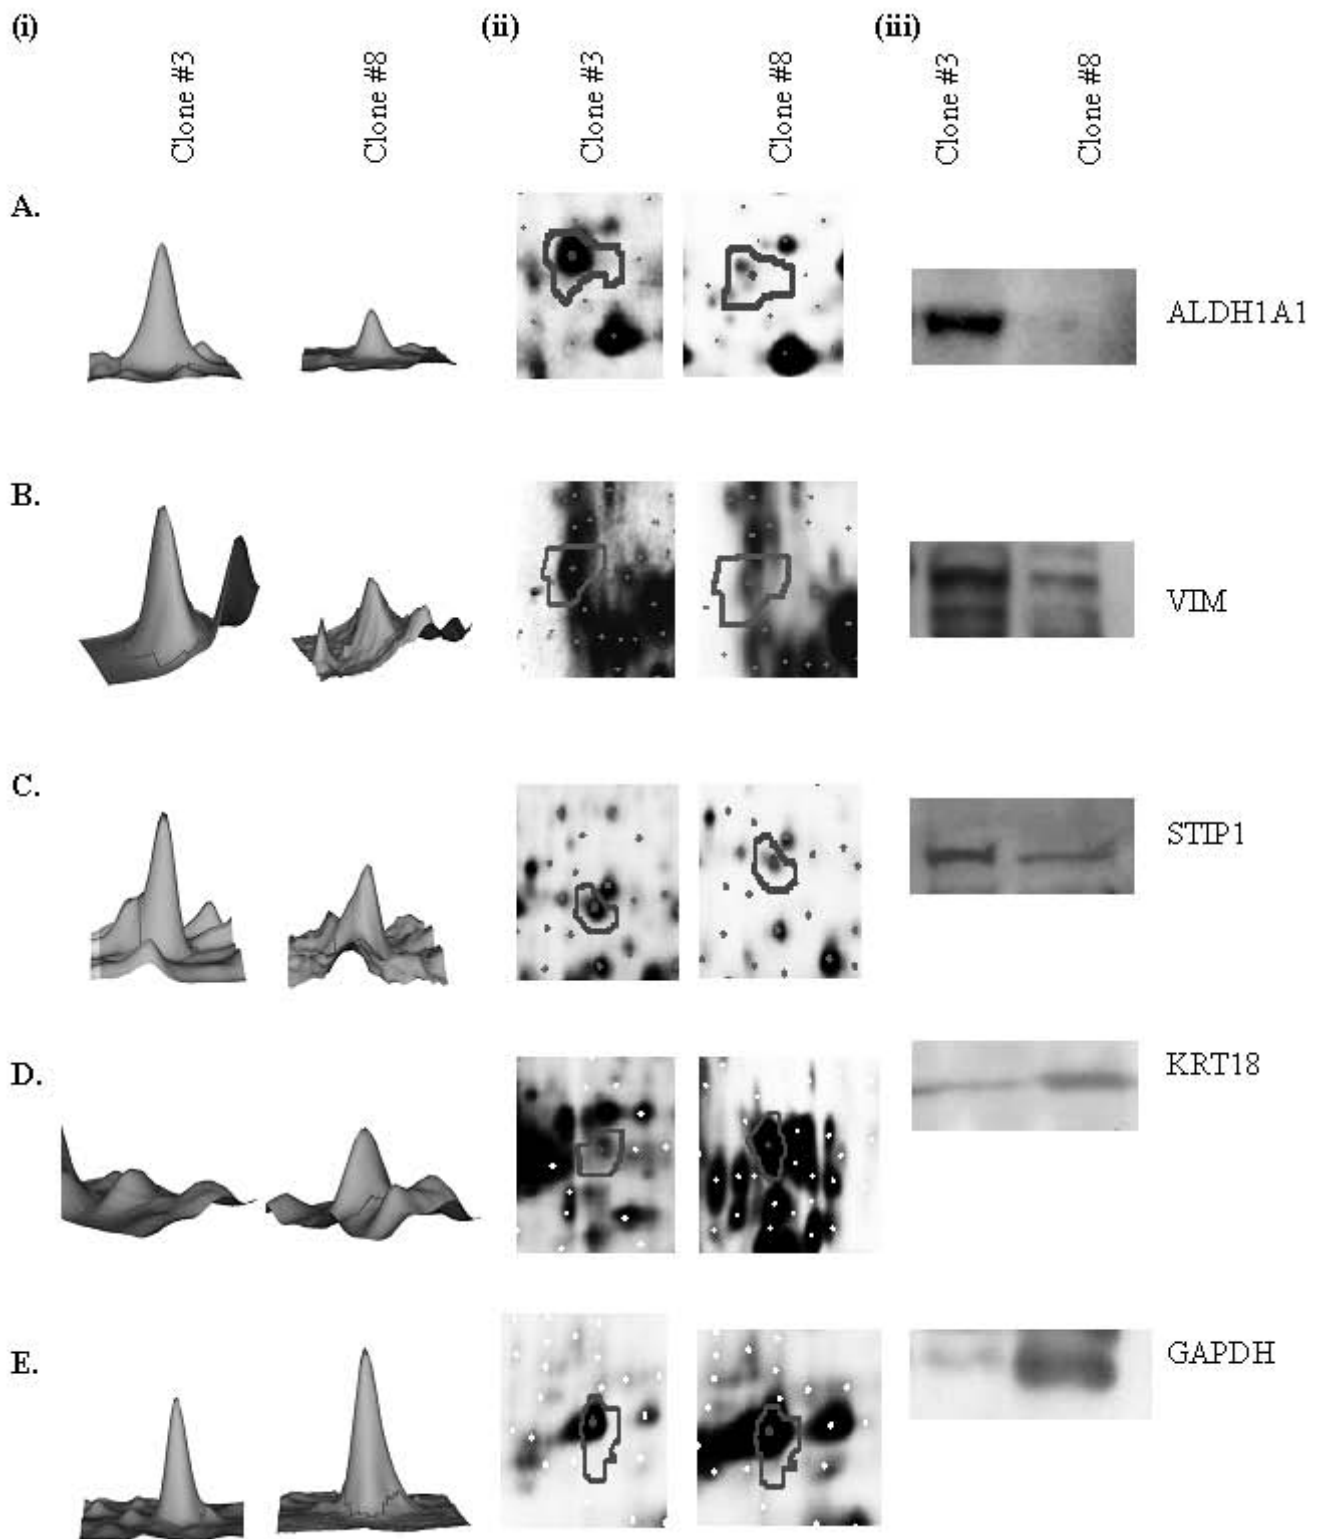 (i) (ii) (iii)
Clone #3 Clone #8 Clone #3 Clone #8 Clone #3 Clone #8
A. ALDH1A1
B. VIM
C. STIP1
D. KRT18
E. GAPDH